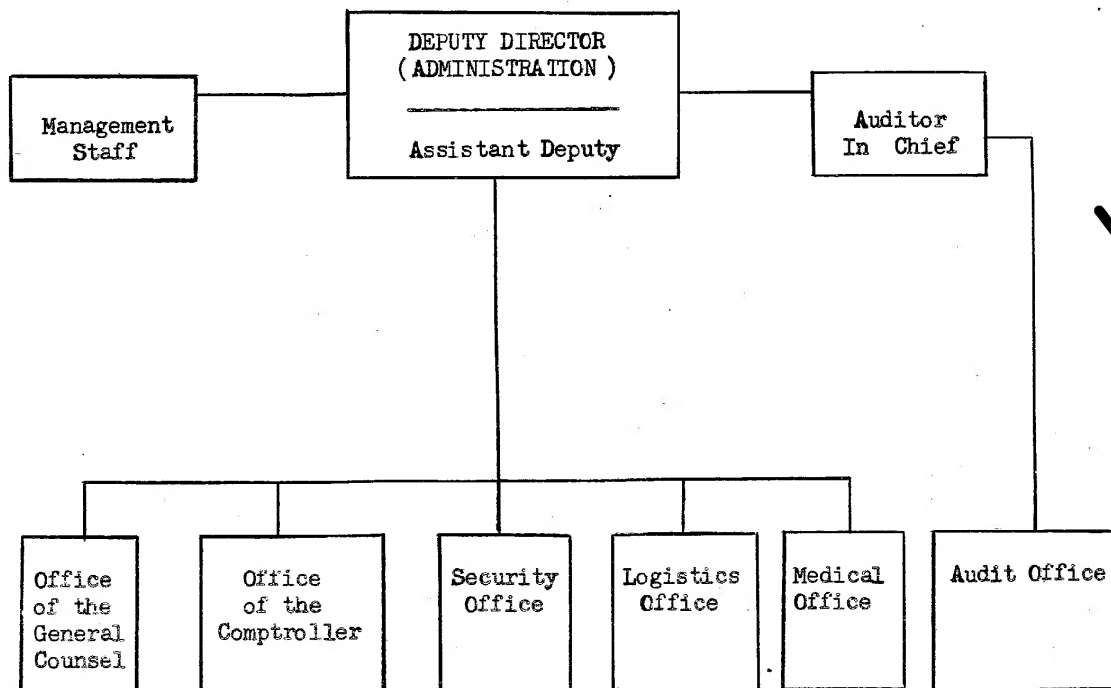 DEPUTY DIRECTOR
( ADMINISTRATION )
Assistant Deputy
Management
Staff
Auditor
In Chief
Office
of the
General
Counsel
Office
of the
Comptroller
Security
Office
Logistics
Office
Medical
Office
Audit Office